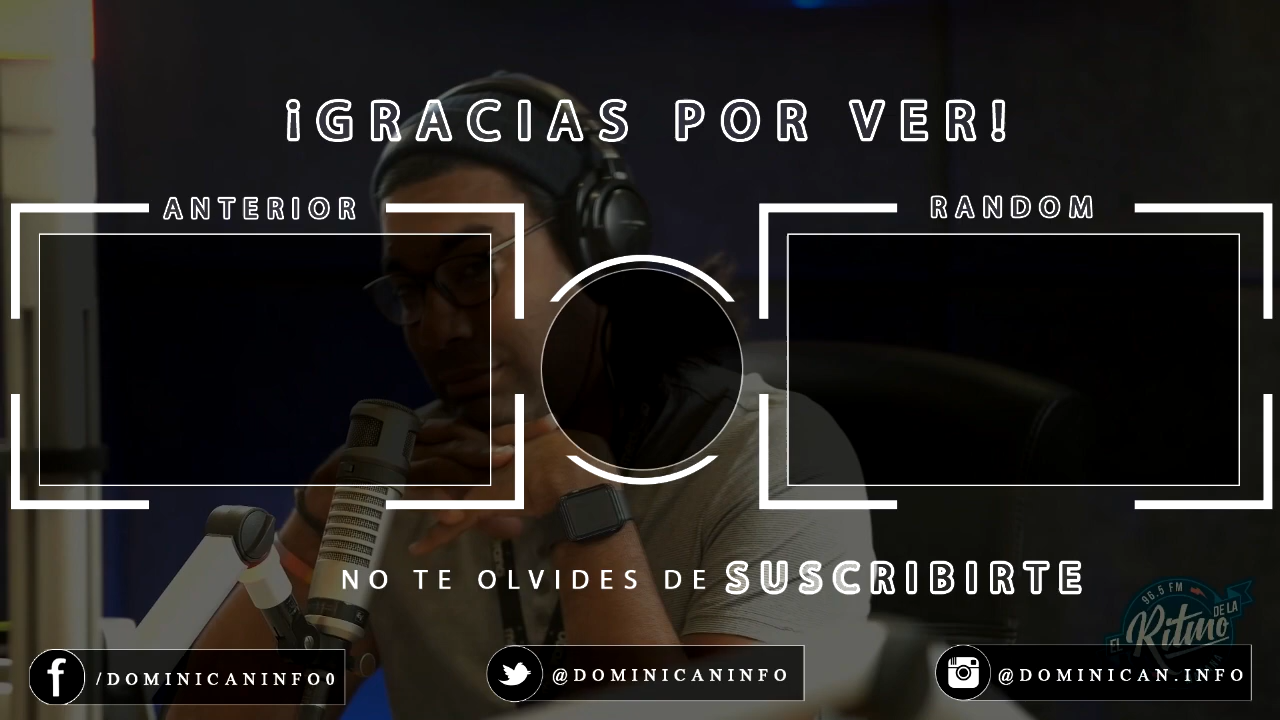 ¡GRACIAS POR VER!
ANTERIOR
RANDOM
NO TE OLVIDES DE SUSCRIBIRTE
96.5 FM
EL Ritmo DE LA
/DOMINICANINFO0
@DOMINICANINFO
@DOMINICAN.INFO